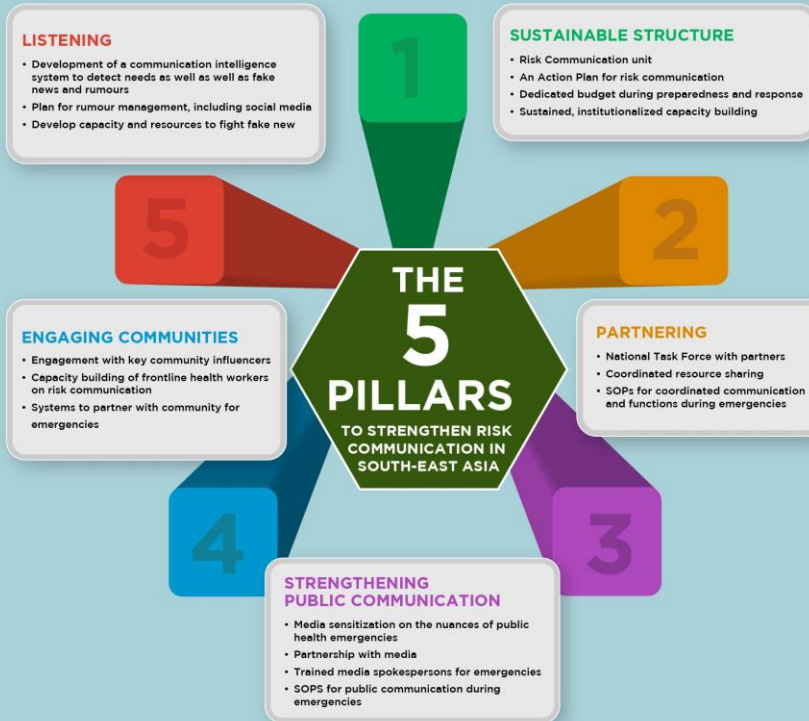 THE
5
PILLARS
TO STRENGTHEN RISK
COMMUNICATION IN
SOUTH-EAST ASIA
1
SUSTAINABLE STRUCTURE
• Risk Communication unit
• An Action Plan for risk communication
• Dedicated budget during preparedness and response
• Sustained, institutionalized capacity building
2
PARTNERING
• National Task Force with partners
• Coordinated resource sharing
• SOPs for coordinated communication
and functions during emergencies
3
STRENGTHENING
PUBLIC COMMUNICATION
• Media sensitization on the nuances of public
health emergencies
• Partnership with media
• Trained media spokespersons for emergencies
• SOPS for public communication during
emergencies
4
ENGAGING COMMUNITIES
• Engagement with key community influencers
• Capacity building of frontline health workers
on risk communication
• Systems to partner with community for
emergencies
5
LISTENING
• Development of a communication intelligence
system to detect needs as well as well as fake
news and rumours
• Plan for rumour management, including social media
• Develop capacity and resources to fight fake new